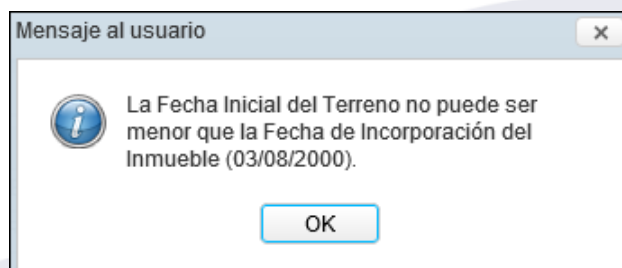 Mensaje al usuario
La Fecha Inicial del Terreno no puede ser
menor que la Fecha de Incorporación del
Inmueble (03/08/2000).
OK